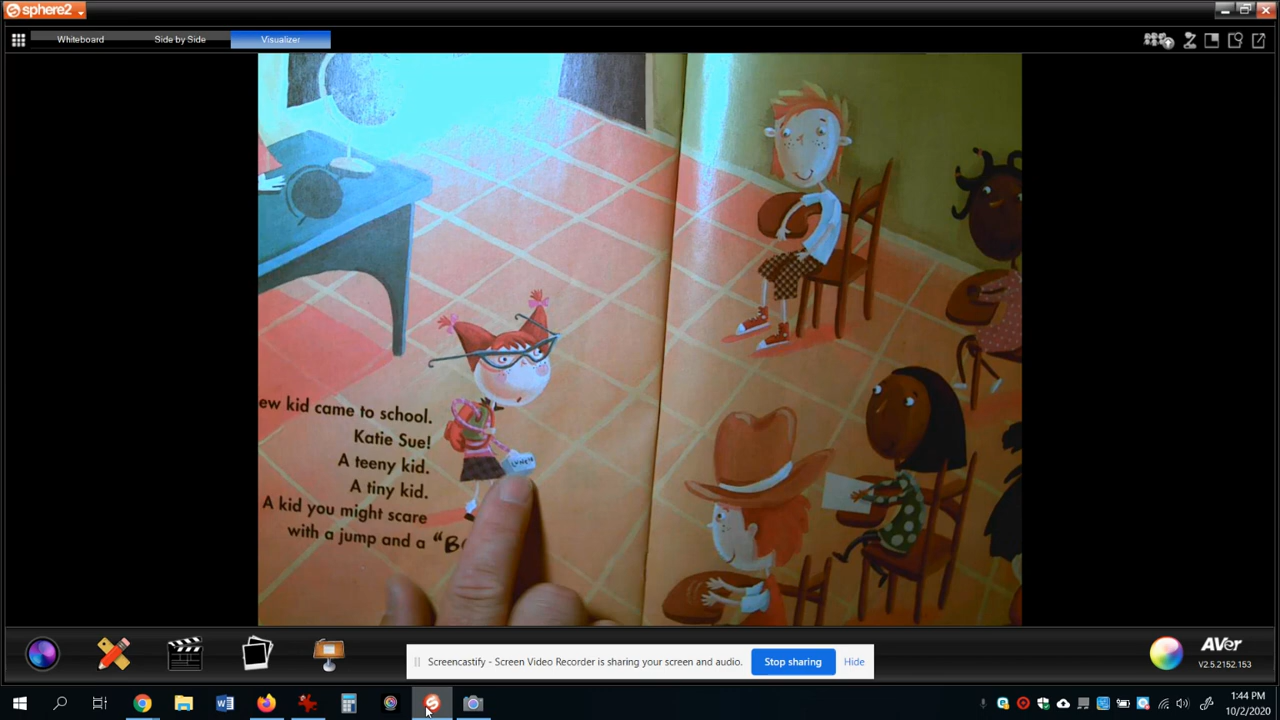 sphere2
Whiteboard
Side by Side
Visualizer
ew kid came to school.
Katie Sue!
A teeny kid.
A tiny kid.
A kid you might scare
with a jump and a "B
LUNCH
Screencastify - Screen Video Recorder is sharing your screen and audio.
Stop sharing
Hide
AVer
V2.5.2152.153
1:44 PM
10/2/2020